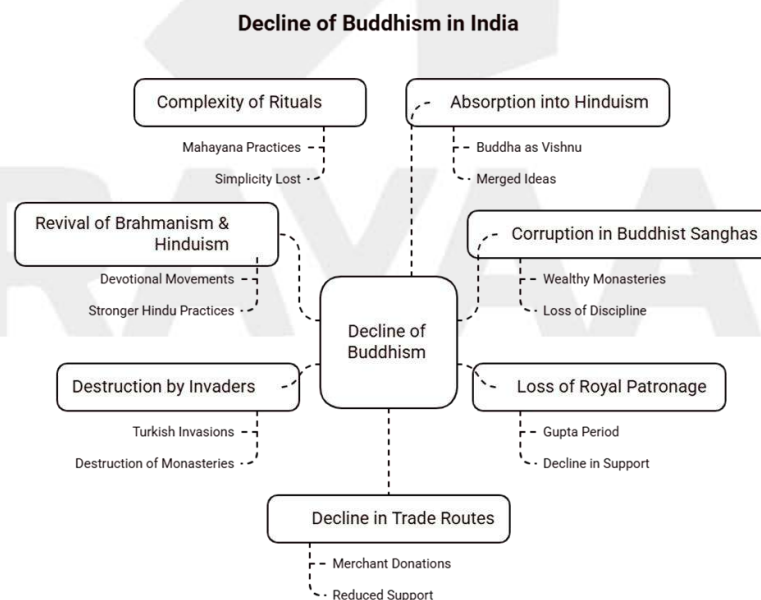 Decline of Buddhism in India
Complexity of Rituals
Mahayana Practices
Simplicity Lost
Absorption into Hinduism
Buddha as Vishnu
Merged Ideas
Revival of Brahmanism &
Hinduism
Devotional Movements
Stronger Hindu Practices
Corruption in Buddhist Sanghas
Wealthy Monasteries
Loss of Discipline
Decline of
Buddhism
Destruction by Invaders
Turkish Invasions
Destruction of Monasteries
Loss of Royal Patronage
Gupta Period
Decline in Support
Decline in Trade Routes
Merchant Donations
Reduced Support